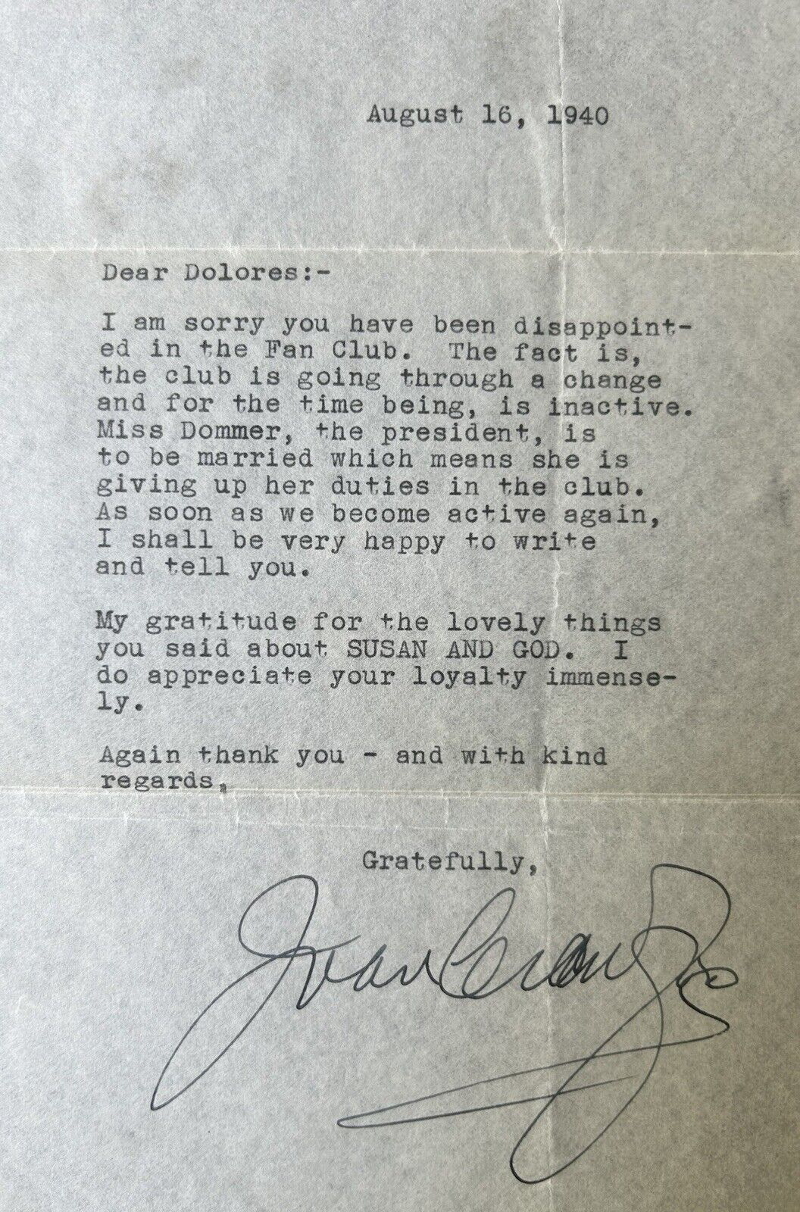 August 16, 1940
Dear Dolores:-
I am sorry you have been disappoint-
ed in the Fan Club.  The fact is,
the club is going through a change
and for the time being, is inactive.
Miss Dommer, the president, is
to be married which means she is
giving up her duties in the club.
As soon as we become active again,
I shall be very happy to write
and tell you.
My gratitude for the lovely things
you said about SUSAN AND GOD.  I
do appreciate your loyalty immense-
ly.
Again thank you - and with kind
regards,
Gratefully,
Joan Crawford